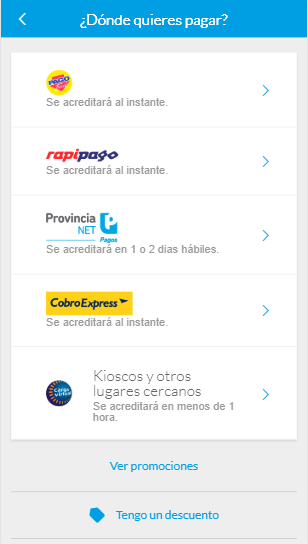 ¿Dónde quieres pagar?
PAGO
Se acreditará al instante.
rapipago
Se acreditará al instante.
Provincia
NET
Pagos
Se acreditará en 1 o 2 días hábiles.
CobroExpress
Se acreditará al instante.
Carga
Virtual
Kioscos y otros
lugares cercanos
Se acreditará en menos de 1
hora.
Ver promociones
Tengo un descuento